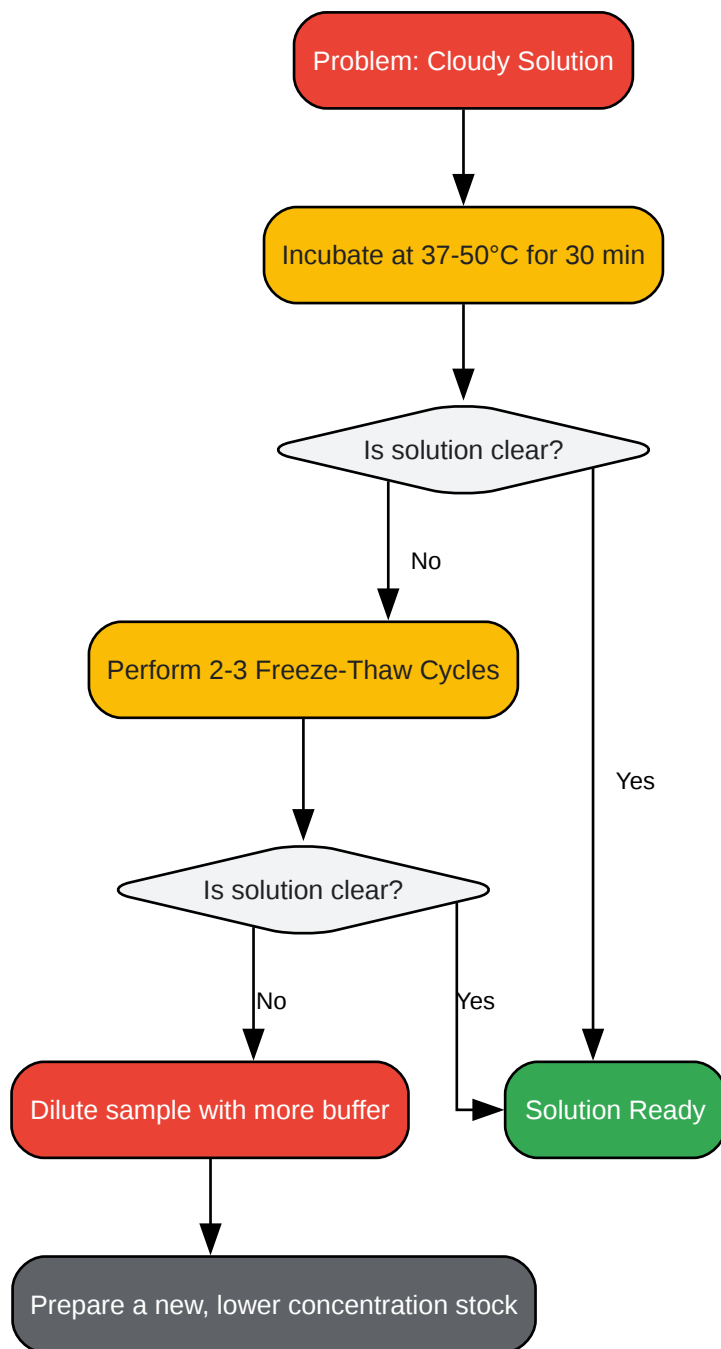 Problem: Cloudy Solution
Incubate at 37-50°C for 30 min
Is solution clear?
No
Perform 2-3 Freeze-Thaw Cycles
Yes
Is solution clear?
No
Yes
Dilute sample with more buffer
Solution Ready
Prepare a new, lower concentration stock